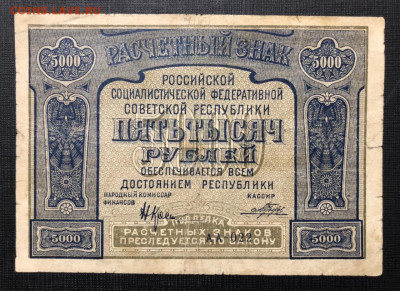 РАСЧЕТНЫЙ ЗНАК
5000 5000
РОССИЙСКОЙ
СОЦИАЛИСТИЧЕСКОЙ ФЕДЕРАТИВНОЙ
СОВЕТСКОЙ РЕСПУБЛИКИ
ПЯТЬ ТЫСЯЧ
РУБЛЕЙ
ОБЕСПЕЧИВАЕТСЯ ВСЕМ
ДОСТОЯНИЕМ РЕСПУБЛИКИ
НАРОДНЫЙ КОМИССАР
ФИНАНСОВ
КАССИР
ПОДДЕЛКА
5000 5000
РАСЧЕТНЫХ ЗНАКОВ
ПРЕСЛЕДУЕТСЯ ПО ЗАКОНУ